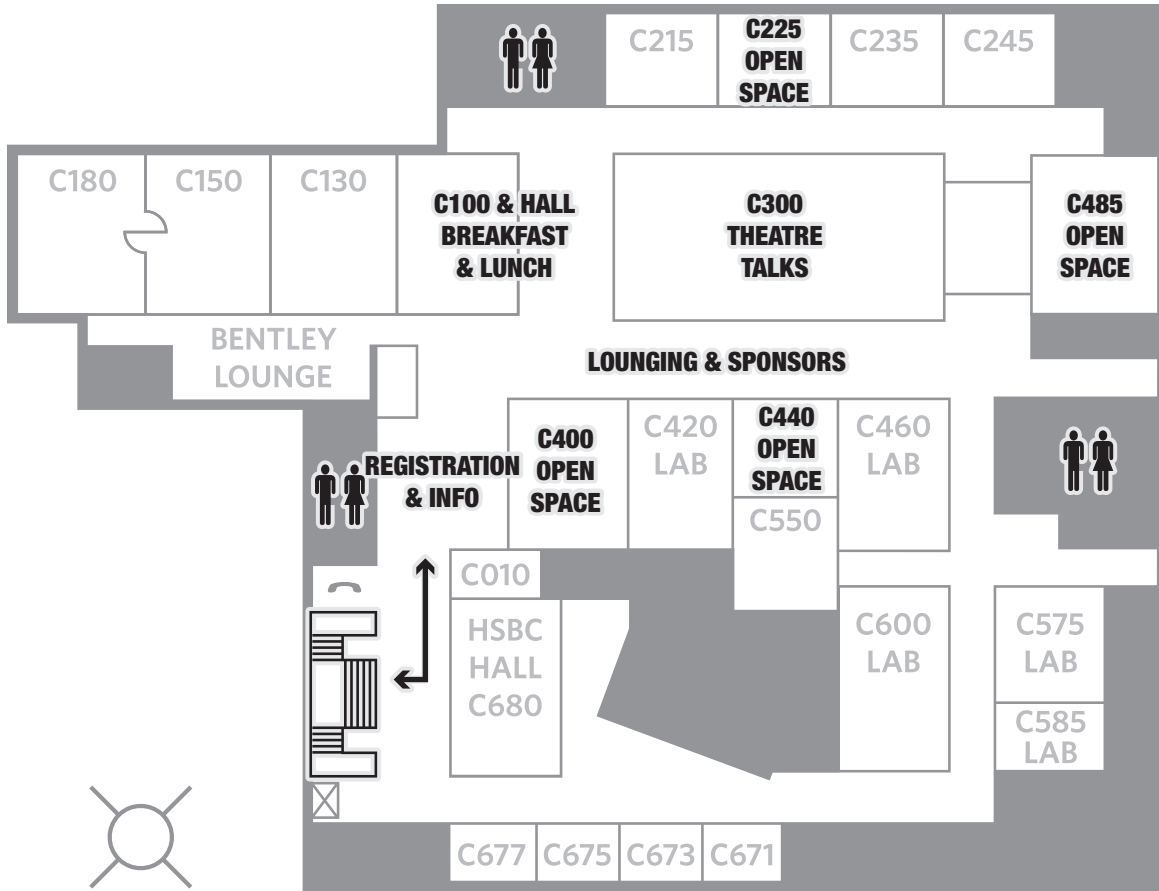 C215
C225
OPEN
SPACE
C235
C245
C180
C150
C130
C100 & HALL
BREAKFAST
& LUNCH
C300
THEATRE
TALKS
C485
OPEN
SPACE
BENTLEY
LOUNGE
LOUNGING & SPONSORS
REGISTRATION
& INFO
C400
OPEN
SPACE
C420
LAB
C440
OPEN
SPACE
C460
LAB
C550
C010
HSBC
HALL
C680
C600
LAB
C575
LAB
C585
LAB
C677
C675
C673
C671